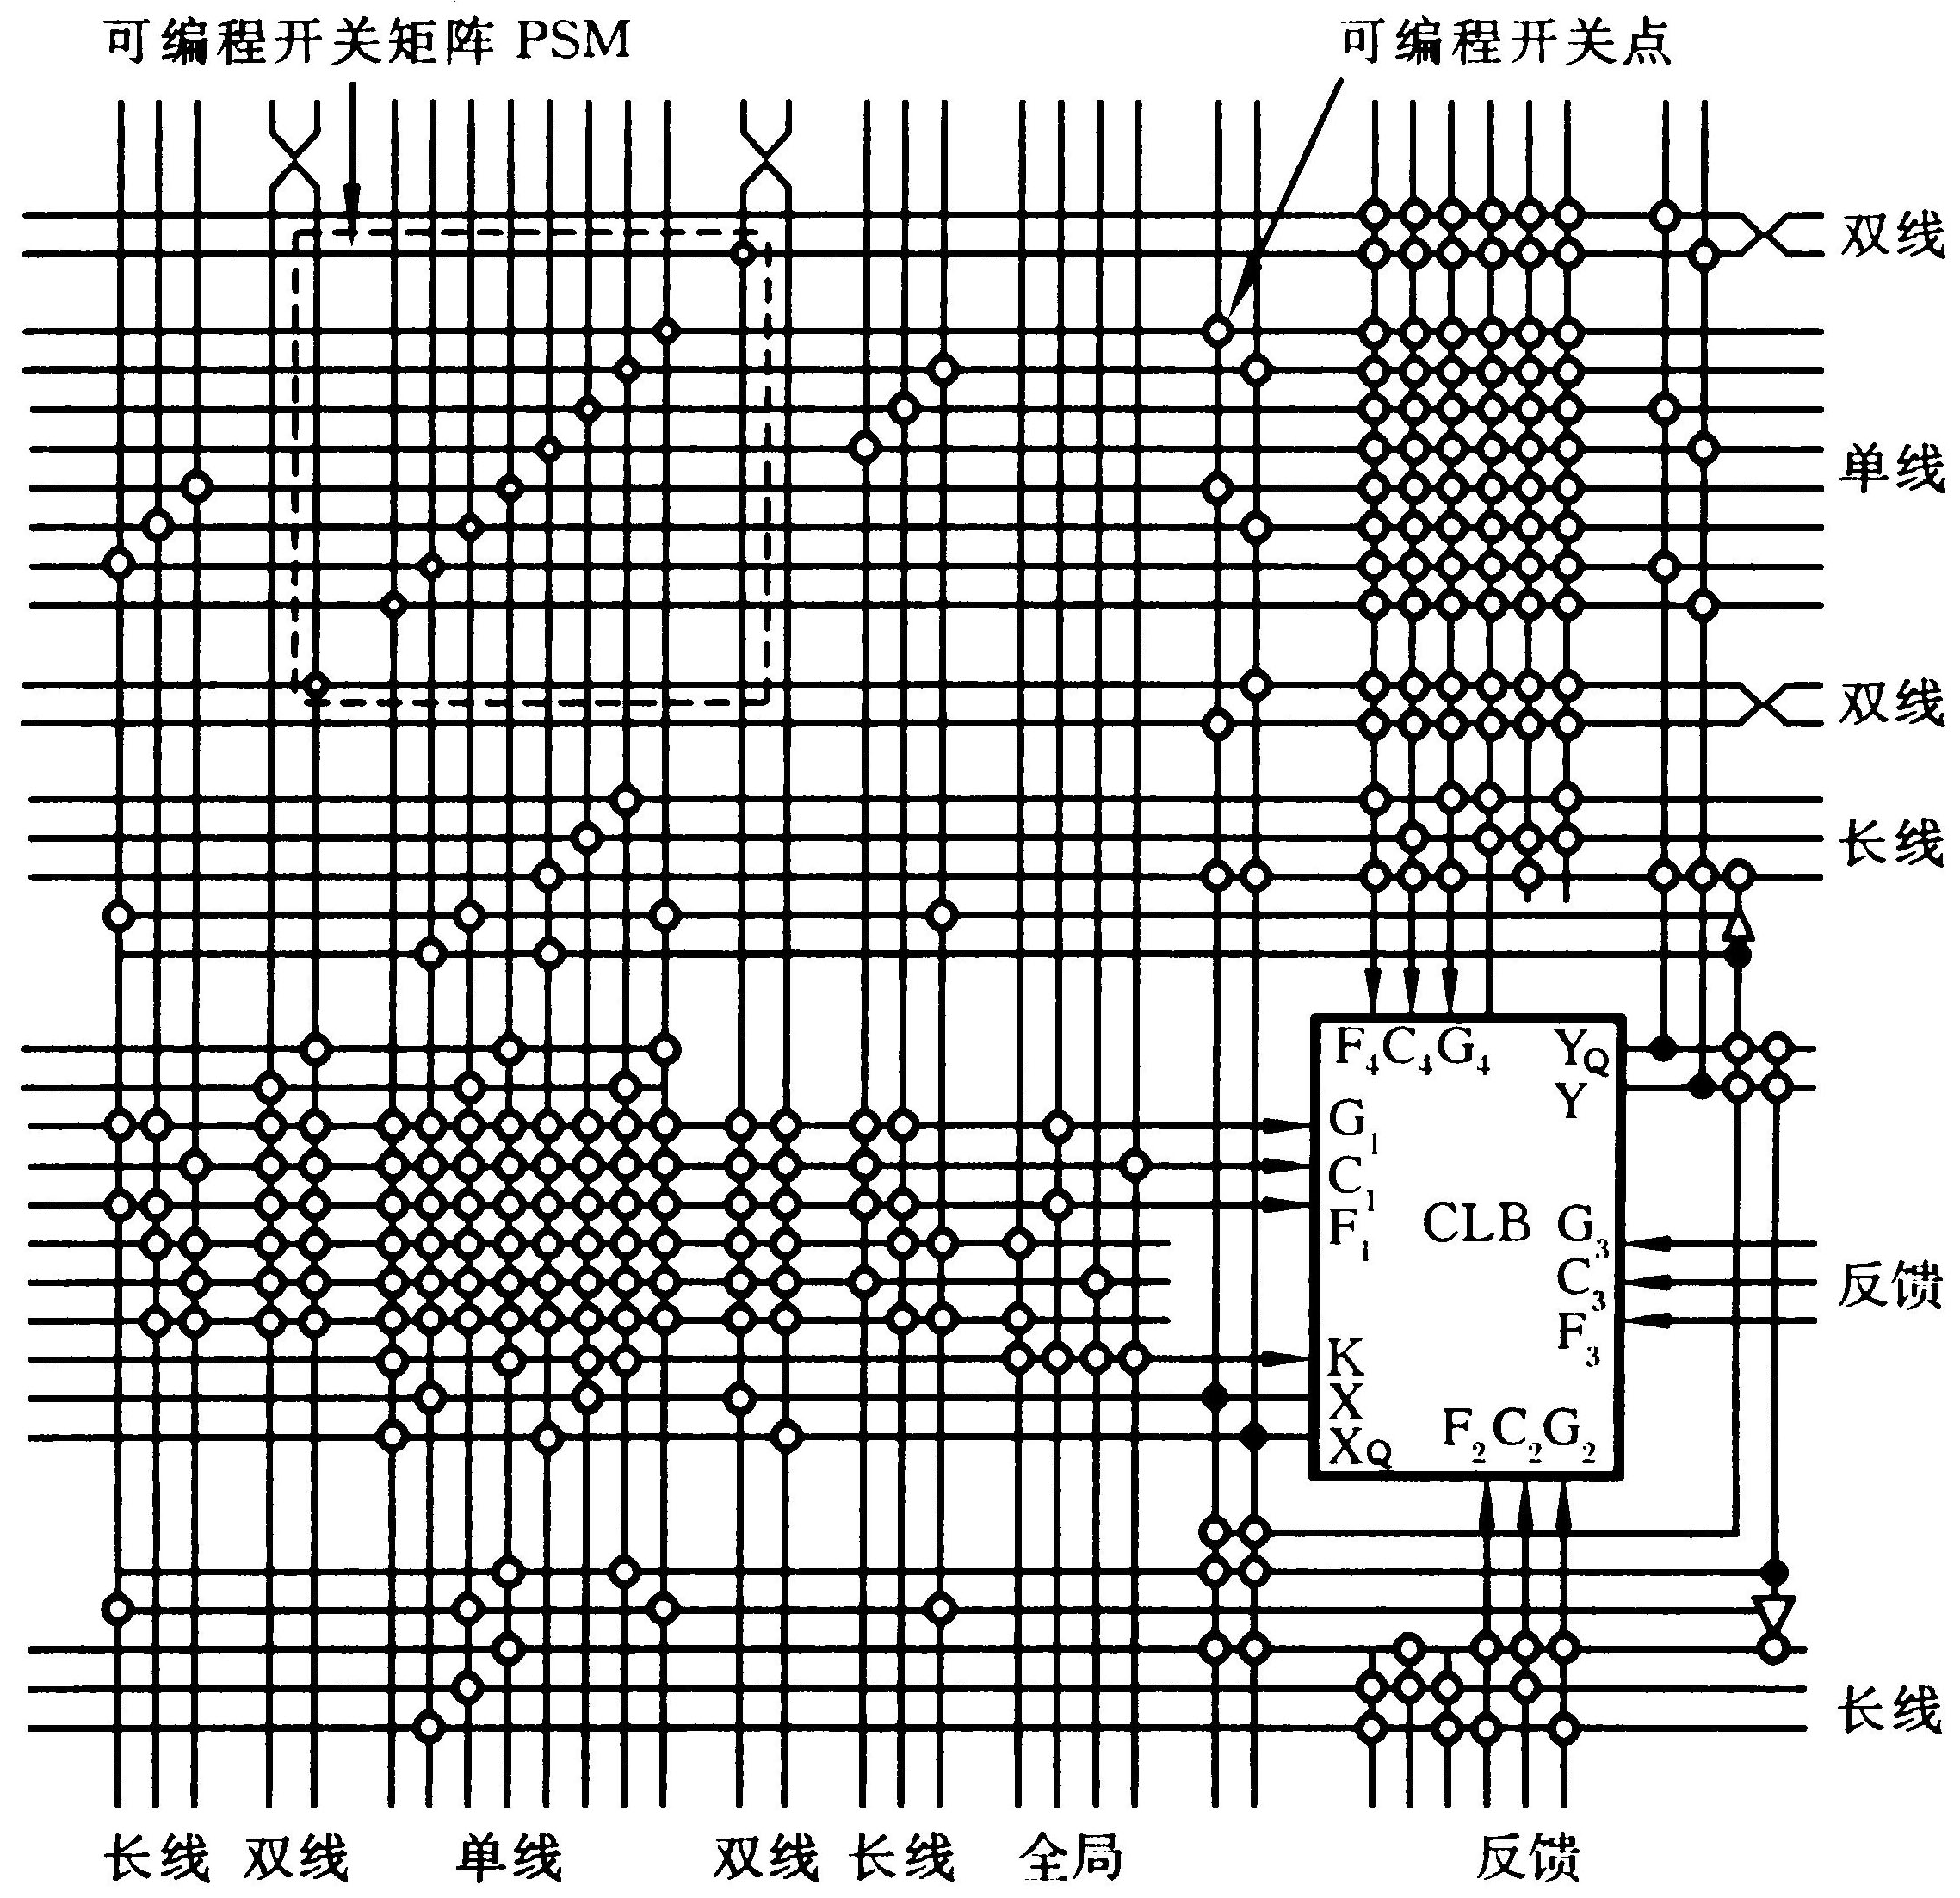 可编程开关矩阵 PSM
可编程开关点
双线
单线
双线
长线
F₄C₄G₄
Y_Q
Y
G₁
C₁
F₁
CLB
G₃
C₃
F₃
反馈
K
X
X_Q
F₂C₂G₂
长线
长线 双线 单线 双线 长线 全局 反馈